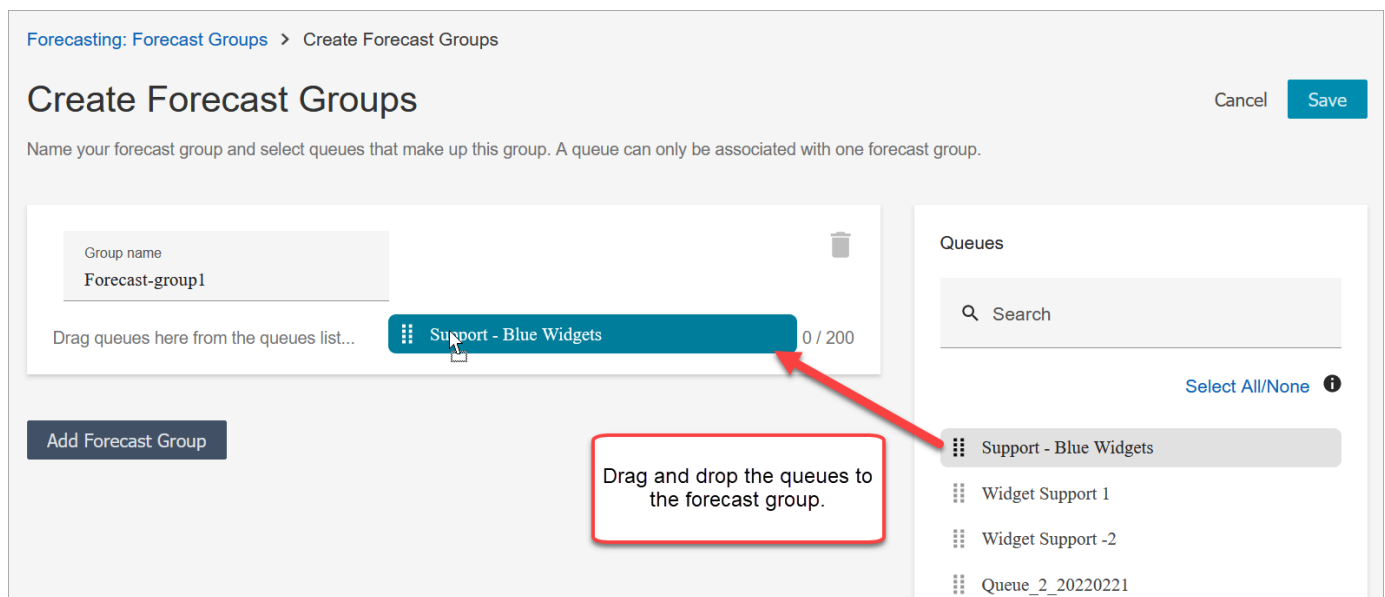 Forecasting: Forecast Groups > Create Forecast Groups
Create Forecast Groups
Cancel
Save
Name your forecast group and select queues that make up this group. A queue can only be associated with one forecast group.
Group name
Forecast-group1
Drag queues here from the queues list...
Support - Blue Widgets
0 / 200
Add Forecast Group
Drag and drop the queues to
the forecast group.
Queues
Search
Select All/None
Support - Blue Widgets
Widget Support 1
Widget Support -2
Queue_2_20220221